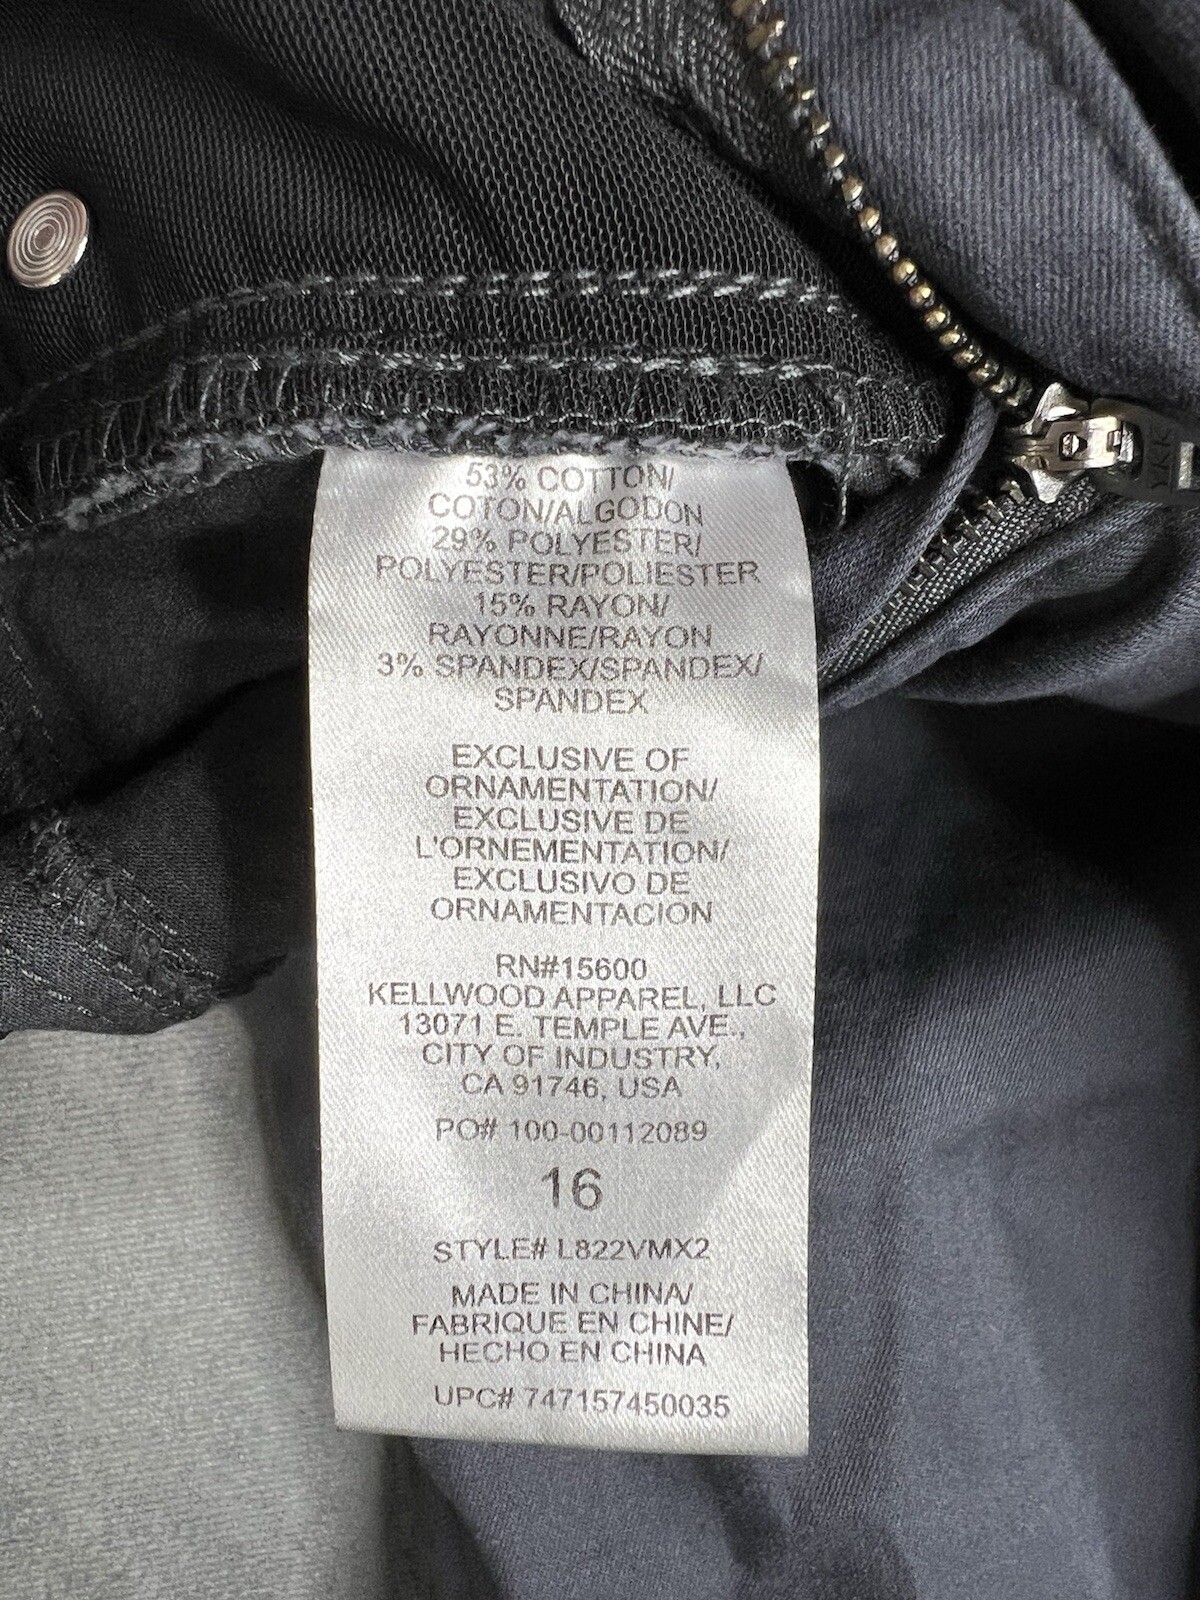 YKK
53% COTTON/
COTON/ALGODON
29% POLYESTER/
POLYESTER/POLIESTER
15% RAYON/
RAYONNE/RAYON
3% SPANDEX/SPANDEX/
SPANDEX
EXCLUSIVE OF
ORNAMENTATION/
EXCLUSIVE DE
L'ORNEMENTATION/
EXCLUSIVO DE
ORNAMENTACION
RN#15600
KELLWOOD APPAREL, LLC
13071 E. TEMPLE AVE.,
CITY OF INDUSTRY,
CA 91746, USA
PO# 100-00112089
16
STYLE# L822VMX2
MADE IN CHINA/
FABRIQUE EN CHINE/
HECHO EN CHINA
UPC# 747157450035